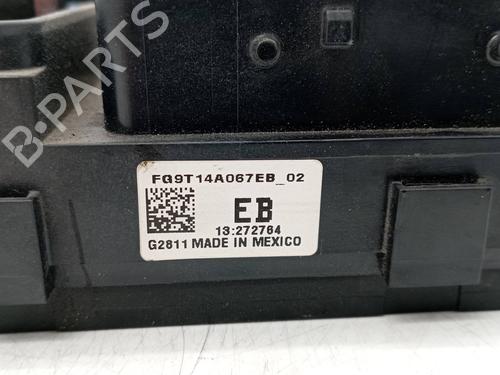 B-PARTS
FG9T14A067EB_02
EB
13:272764
G2811 MADE IN MEXICO